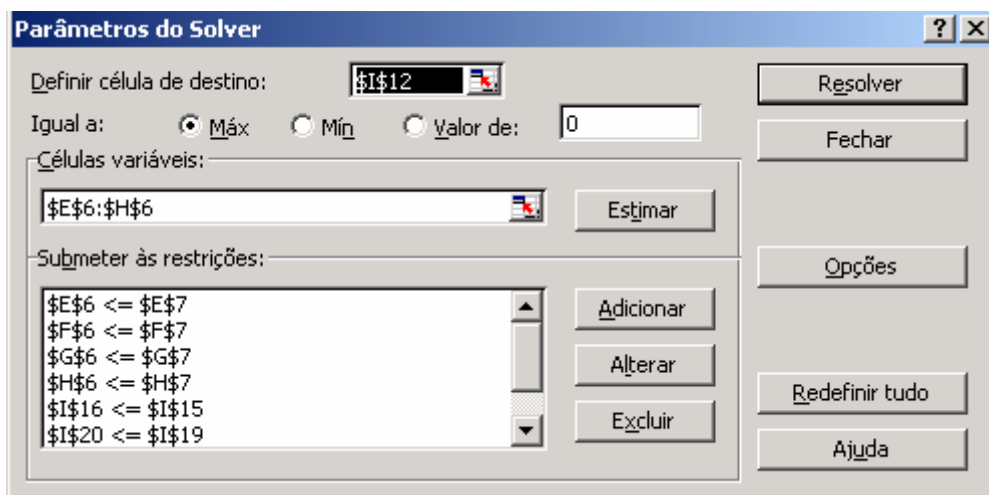 Parâmetros do Solver
Definir célula de destino: $I$12
Igual a: Máx Mín Valor de: 0
Células variáveis:
$E$6:$H$6
Estimar
Submeter às restrições:
$E$6 <= $E$7
$F$6 <= $F$7
$G$6 <= $G$7
$H$6 <= $H$7
$I$16 <= $I$15
$I$20 <= $I$19
Adicionar
Alterar
Excluir
Resolver
Fechar
Opções
Redefinir tudo
Ajuda